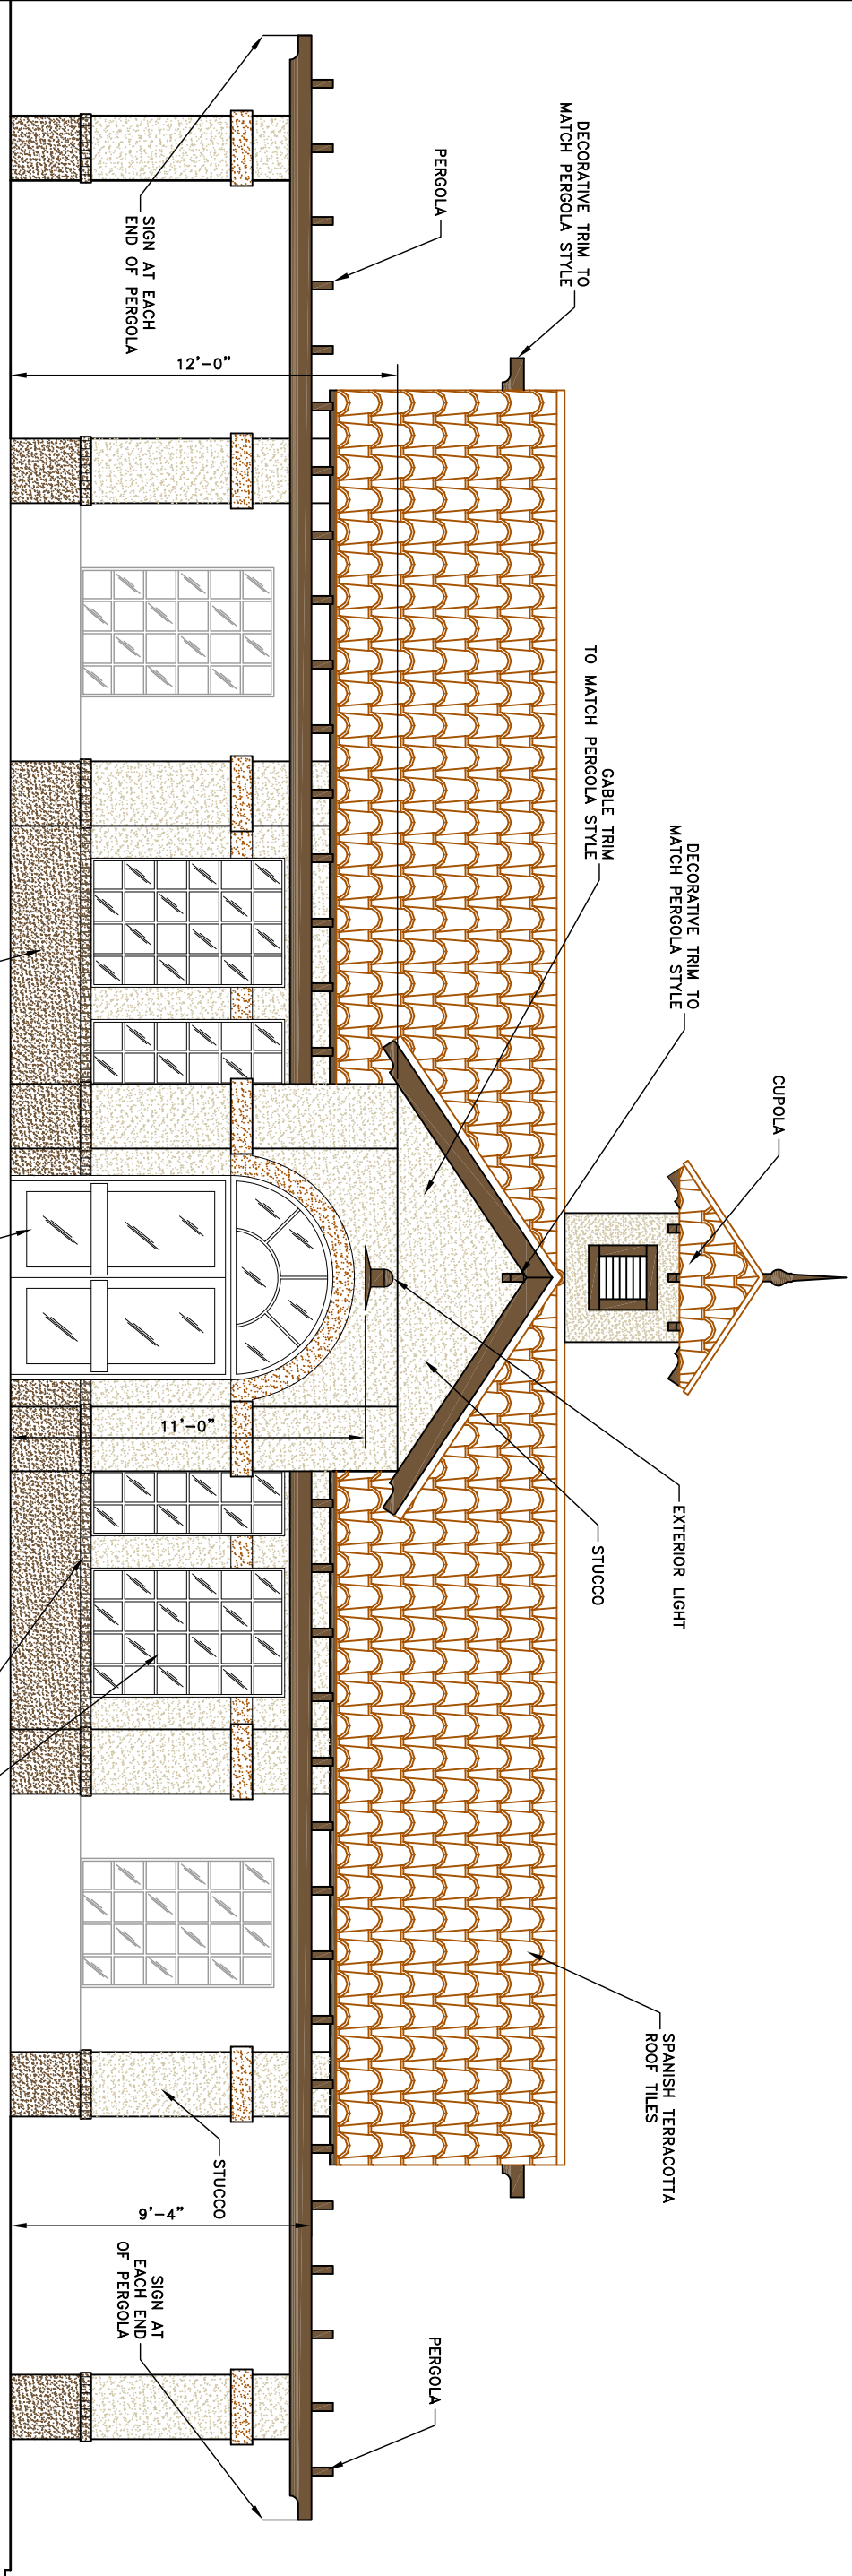 DECORATIVE TRIM TO
MATCH PERGOLA STYLE
PERGOLA
SIGN AT EACH
END OF PERGOLA
12'-0"
GABLE TRIM
TO MATCH PERGOLA STYLE
DECORATIVE TRIM TO
MATCH PERGOLA STYLE
CUPOLA
EXTERIOR LIGHT
STUCCO
11'-0"
SPANISH TERRACOTTA
ROOF TILES
STUCCO
9'-4"
SIGN AT
EACH END
OF PERGOLA
PERGOLA